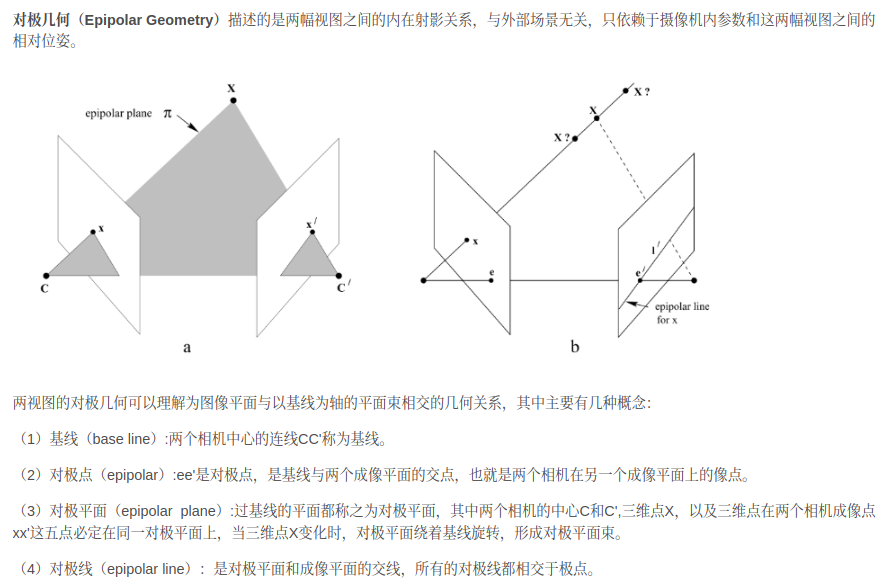 对极几何（Epipolar Geometry）描述的是两幅视图之间的内在射影关系，与外部场景无关，只依赖于摄像机内参数和这两幅视图之间的
相对位姿。
X
epipolar plane π
x
x /
C
C /
a
X ?
X
X ?
x
e
l /
e /
epipolar line
for x
b
两视图的对极几何可以理解为图像平面与以基线为轴的平面束相交的几何关系，其中主要有几种概念：
（1）基线（base line）:两个相机中心的连线CC'称为基线。
（2）对极点（epipolar）:ee'是对极点，是基线与两个成像平面的交点，也就是两个相机在另一个成像平面上的像点。
（3）对极平面（epipolar plane）:过基线的平面都称之为对极平面，其中两个相机的中心C和C',三维点X，以及三维点在两个相机成像点
xx'这五点必定在同一对极平面上，当三维点X变化时，对极平面绕着基线旋转，形成对极平面束。
（4）对极线（epipolar line）：是对极平面和成像平面的交线，所有的对极线都相交于极点。